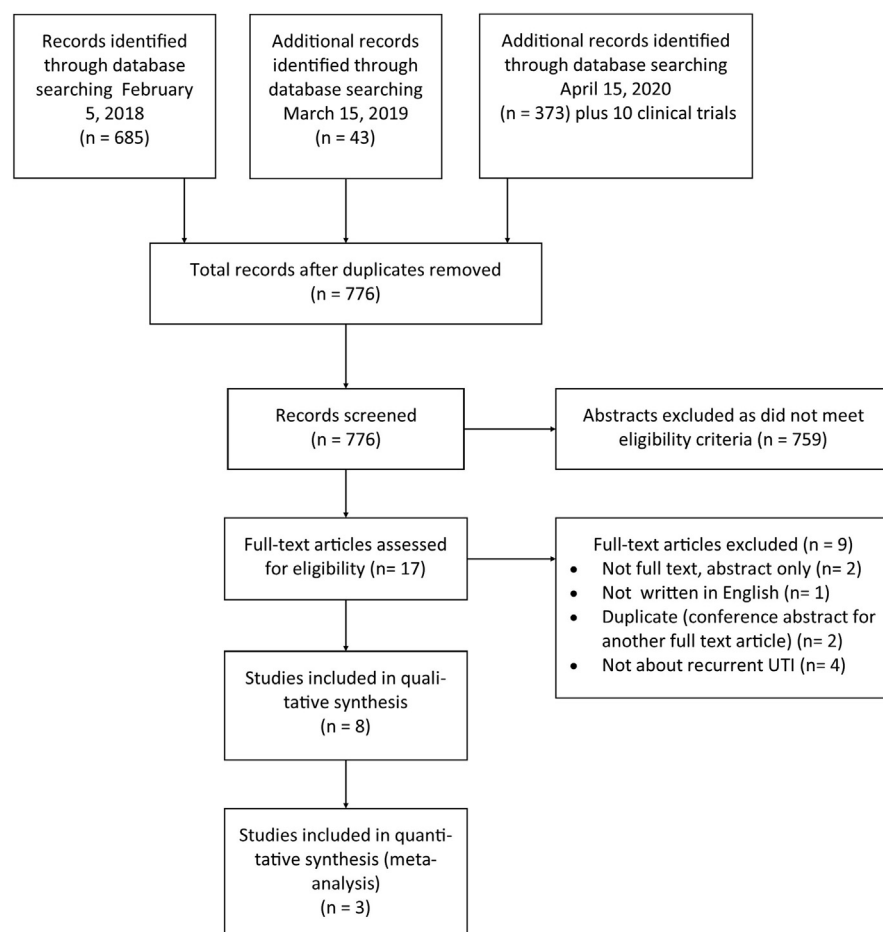 Records identified
through database
searching  February
5, 2018
(n = 685)
Additional records
identified through
database searching
March 15, 2019
(n = 43)
Additional records identified
through database searching
April 15, 2020
(n = 373) plus 10 clinical trials
Total records after duplicates removed
(n = 776)
Records screened
(n = 776)
Abstracts excluded as did not meet
eligibility criteria (n = 759)
Full-text articles assessed
for eligibility (n= 17)
Full-text articles excluded (n = 9)
• Not full text, abstract only (n= 2)
• Not  written in English (n= 1)
• Duplicate (conference abstract for
another full text article) (n= 2)
• Not about recurrent UTI (n= 4)
Studies included in quali-
tative synthesis
(n = 8)
Studies included in quanti-
tative synthesis (meta-
analysis)
(n = 3)